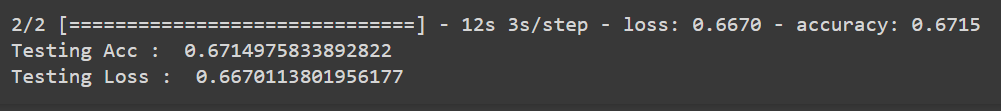 2/2 [==============================] - 12s 3s/step - loss: 0.6670 - accuracy: 0.6715
Testing Acc :  0.6714975833892822
Testing Loss :  0.6670113801956177